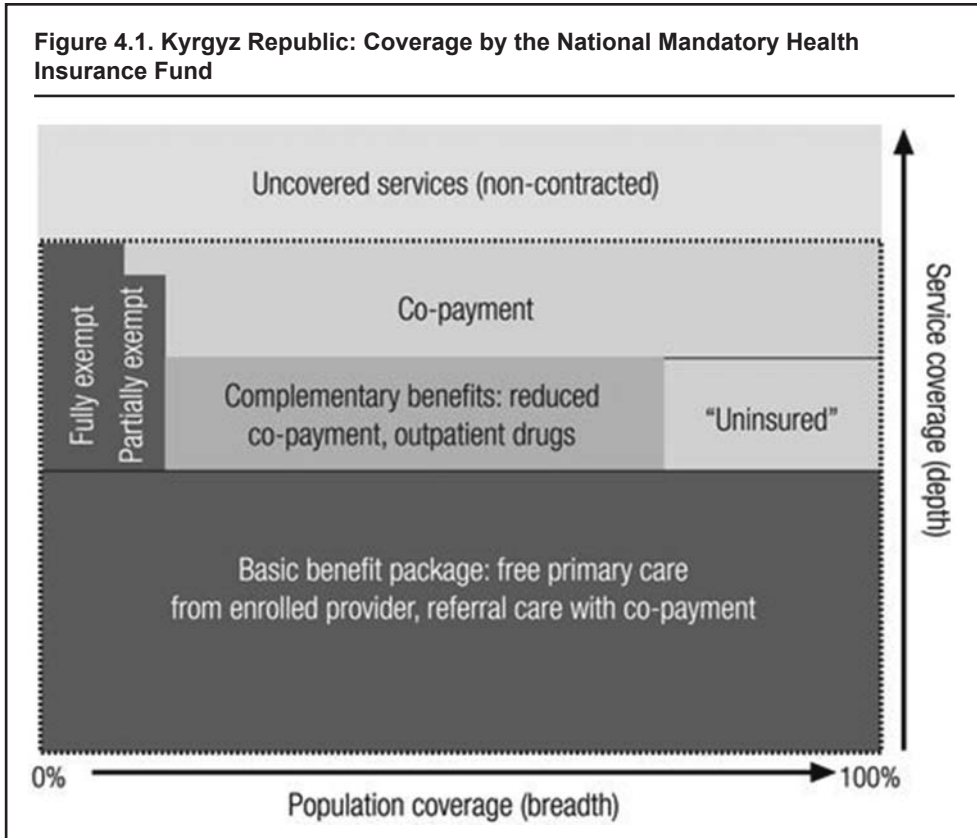 Figure 4.1. Kyrgyz Republic: Coverage by the National Mandatory Health
Insurance Fund
Uncovered services (non-contracted)
Fully exempt
Partially exempt
Co-payment
Complementary benefits: reduced
co-payment, outpatient drugs
"Uninsured"
Basic benefit package: free primary care
from enrolled provider, referral care with co-payment
Service coverage (depth)
0%
100%
Population coverage (breadth)